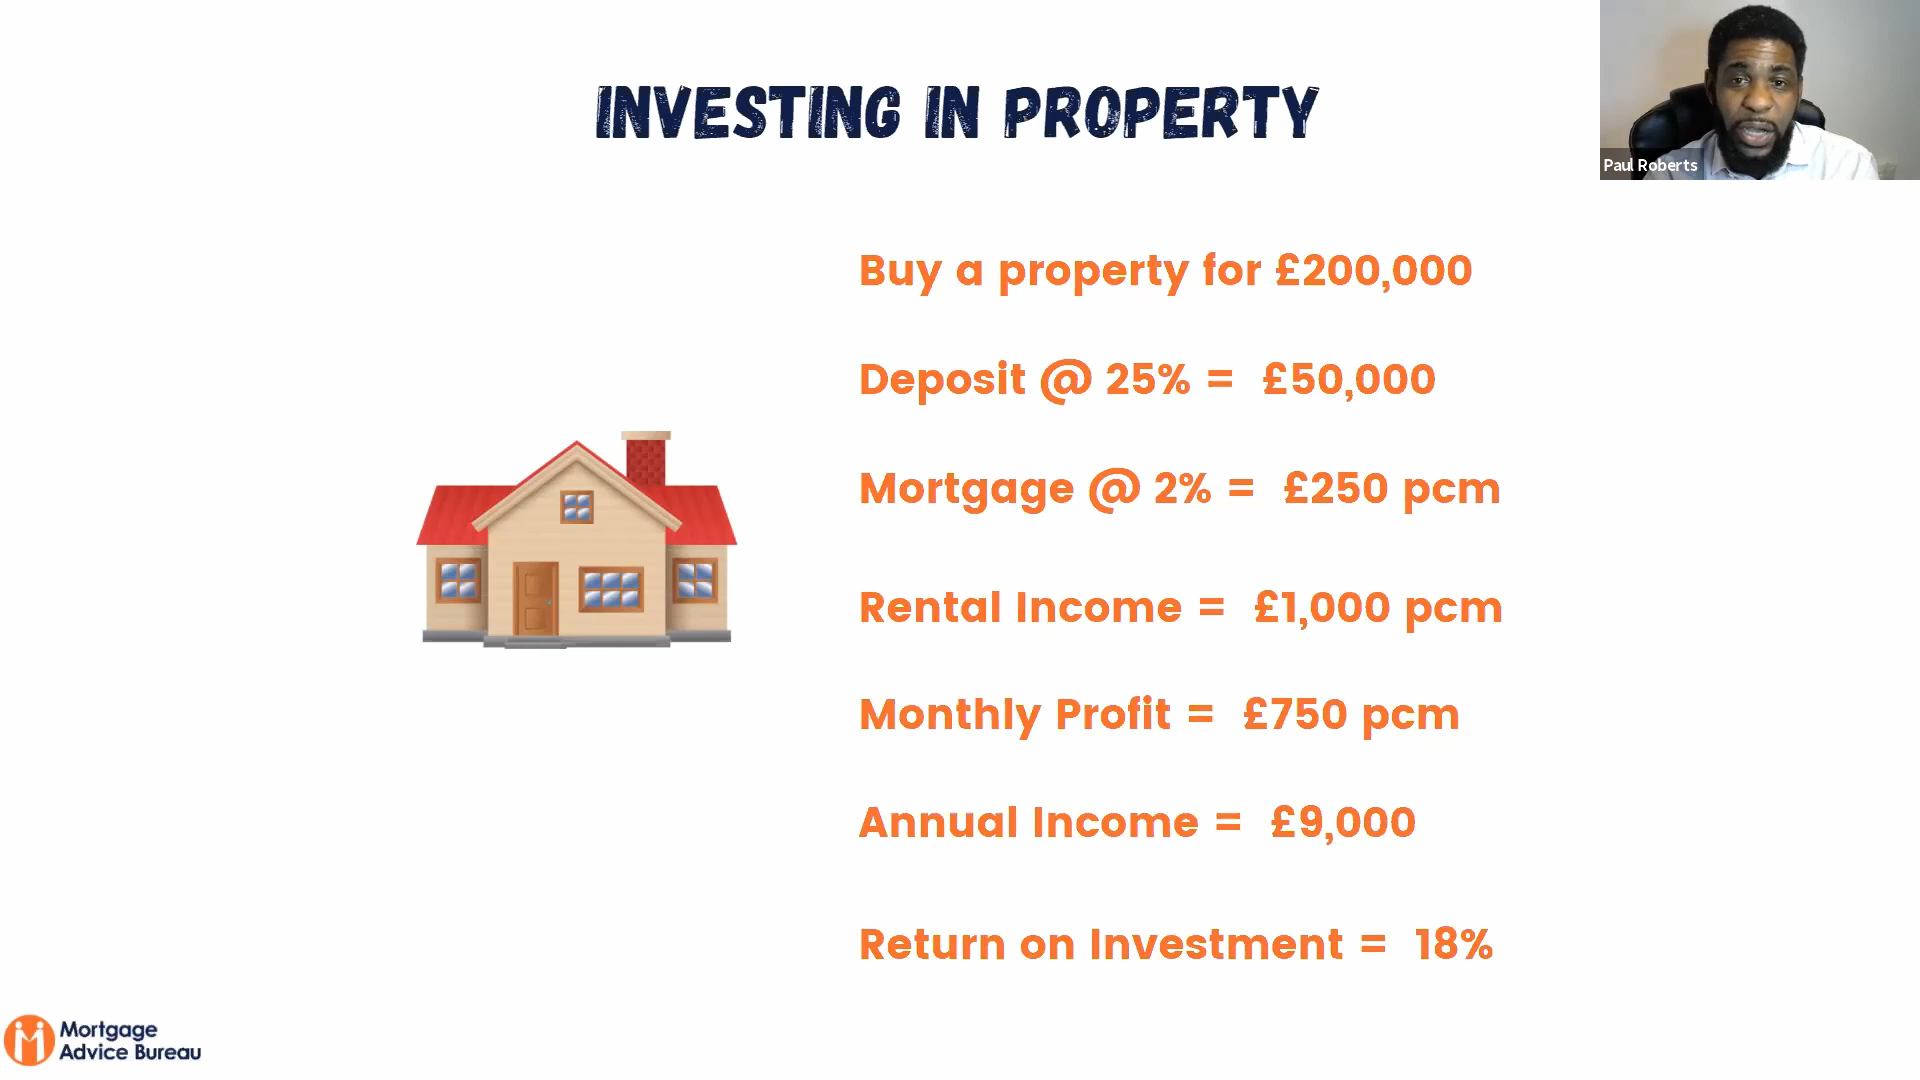 INVESTING IN PROPERTY
Paul Roberts
Buy a property for £200,000
Deposit @ 25% = £50,000
Mortgage @ 2% = £250 pcm
Rental Income = £1,000 pcm
Monthly Profit = £750 pcm
Annual Income = £9,000
Return on Investment = 18%
Mortgage
Advice Bureau